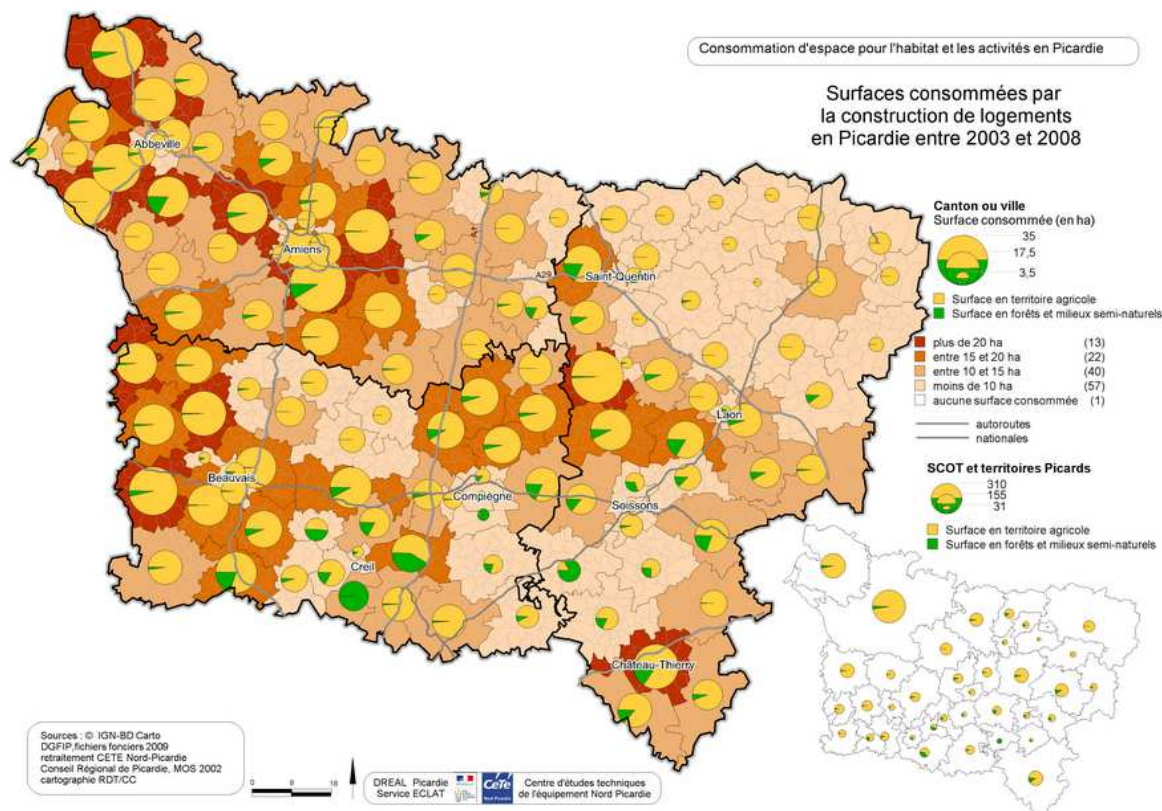 Consommation d'espace pour l'habitat et les activités en Picardie
Surfaces consommées par
la construction de logements
en Picardie entre 2003 et 2008
Canton ou ville
Surface consommée (en ha)
35
17,5
3,5
Surface en territoire agricole
Surface en forêts et milieux semi-naturels
plus de 20 ha (13)
entre 15 et 20 ha (22)
entre 10 et 15 ha (40)
moins de 10 ha (57)
aucune surface consommée (1)
autoroutes
nationales
SCOT et territoires Picards
310
155
31
Surface en territoire agricole
Surface en forêts et milieux semi-naturels
Abbeville
Amiens
A1
A29
Saint-Quentin
Laon
Beauvais
Compiègne
Soissons
Creil
Château-Thierry
Sources : © IGN-BD Carto
DGFIP,fichiers fonciers 2009
retraitement CETE Nord-Picardie
Conseil Régional de Picardie, MOS 2002
cartographie RDT/CC
0 8 16
DREAL Picardie
Service ECLAT
CeTe
Nord Picardie
Centre d'études techniques
de l'équipement Nord Picardie